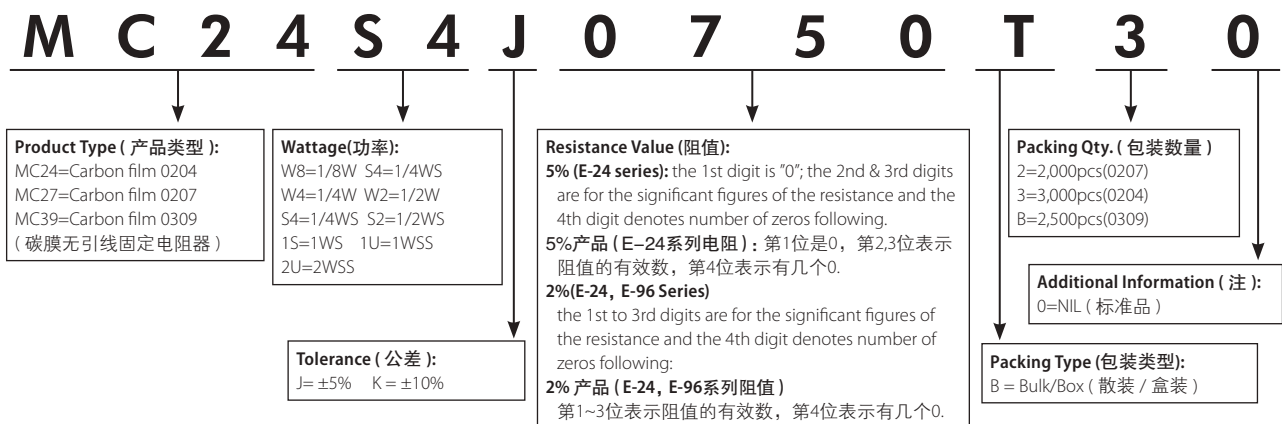 M C 2 4 S 4 J 0 7 5 0 T 3 0
Product Type ( 产品类型 ):
MC24=Carbon film 0204
MC27=Carbon film 0207
MC39=Carbon film 0309
( 碳膜无引线固定电阻器 )
Wattage(功率):
W8=1/8W S4=1/4WS
W4=1/4W W2=1/2W
S4=1/4WS S2=1/2WS
1S=1WS 1U=1WSS
2U=2WSS
Tolerance ( 公差 ):
J= ±5% K = ±10%
Resistance Value (阻值):
5% (E-24 series): the 1st digit is "0"; the 2nd & 3rd digits
are for the significant figures of the resistance and the
4th digit denotes number of zeros following.
5%产品 ( E-24系列电阻 ) : 第1位是0，第2,3位表示
阻值的有效数，第4位表示有几个0.
2%(E-24, E-96 Series)
the 1st to 3rd digits are for the significant figures of
the resistance and the 4th digit denotes number of
zeros following:
2% 产品 ( E-24, E-96系列阻值 )
第1~3位表示阻值的有效数，第4位表示有几个0.
Packing Qty. ( 包装数量 )
2=2,000pcs(0207)
3=3,000pcs(0204)
B=2,500pcs(0309)
Additional Information ( 注 ):
0=NIL ( 标准品 )
Packing Type (包装类型):
B = Bulk/Box ( 散装 / 盒装 )